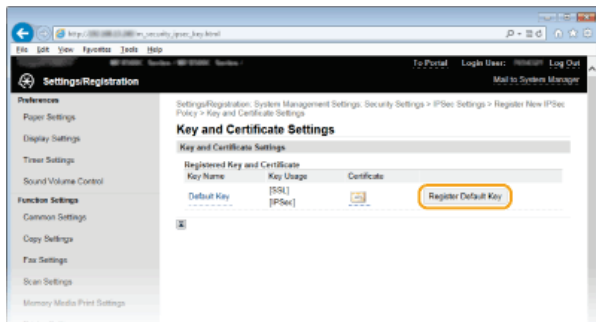 File Edit View Favorites Tools Help
To Portal Login User: Log Out
Settings/Registration
Mail to System Manager
Preferences
Paper Settings
Display Settings
Timer Settings
Sound Volume Control
Function Settings
Common Settings
Copy Settings
Fax Settings
Scan Settings
Memory Media Print Settings
Settings/Registration: System Management Settings: Security Settings > IPSec Settings > Register New IPSec
Policy > Key and Certificate Settings
Key and Certificate Settings
Key and Certificate Settings
Registered Key and Certificate
Key Name Key Usage Certificate
Default Key [SSL] Register Default Key
[IPSec]